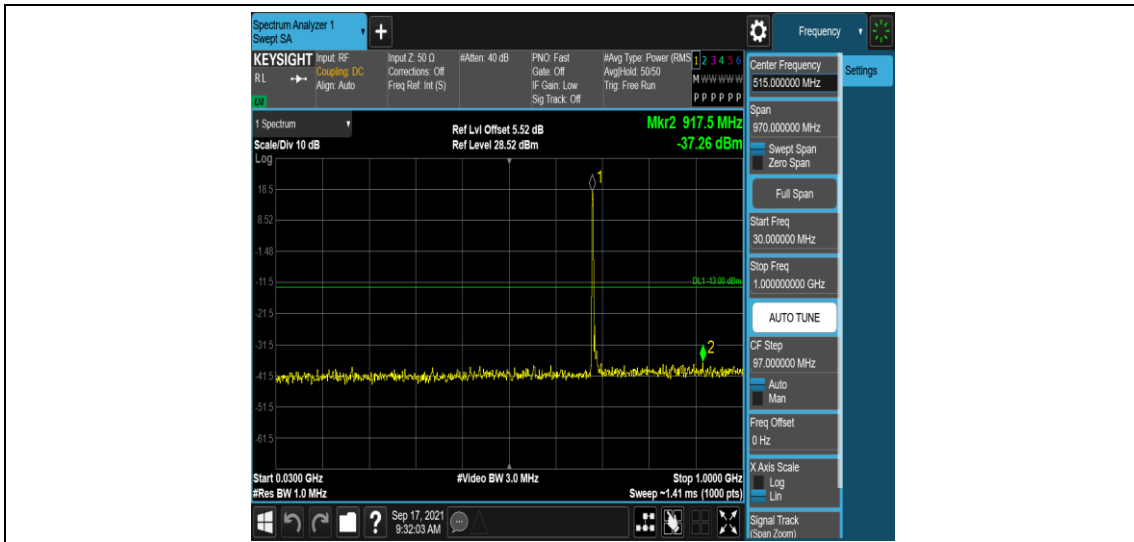 Spectrum Analyzer 1
Swept SA
+
Frequency
KEYSIGHT
RL
Input: RF
Coupling: DC
Align: Auto
Input Z: 50 Ω
Corrections: Off
Freq Ref: Int (S)
#Atten: 40 dB
PNO: Fast
Gate: Off
IF Gain: Low
Sig Track: Off
#Avg Type: Power (RMS
Avg|Hold: 50/50
Trig: Free Run
1 2 3 4 5 6
M W W W W W
P P P P P P
Center Frequency
515.000000 MHz
Settings
1 Spectrum
Scale/Div 10 dB
Ref Lvl Offset 5.52 dB
Ref Level 28.52 dBm
Mkr2 917.5 MHz
-37.26 dBm
Span
970.000000 MHz
Swept Span
Zero Span
Full Span
Start Freq
30.000000 MHz
Stop Freq
1.000000000 GHz
AUTO TUNE
CF Step
97.000000 MHz
Auto
Man
Freq Offset
0 Hz
X Axis Scale
Log
Lin
Signal Track
(Span Zoom)
Log
1
18.5
8.52
-1.48
-11.5
DL1 -13.00 dBm
-21.5
-31.5
2
-41.5
-51.5
-61.5
Start 0.0300 GHz
#Video BW 3.0 MHz
Stop 1.0000 GHz
#Res BW 1.0 MHz
Sweep ~1.41 ms (1000 pts)
?
Sep 17, 2021
9:32:03 AM